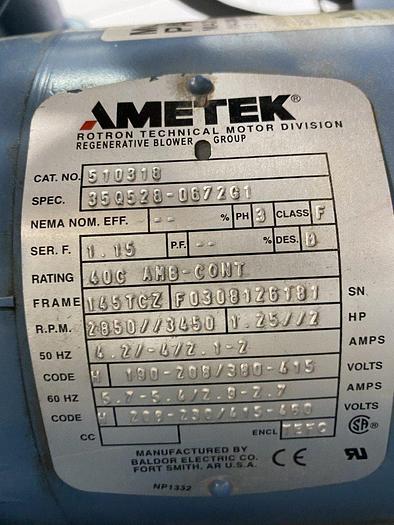 AMETEK®
ROTRON TECHNICAL MOTOR DIVISION
REGENERATIVE BLOWER GROUP
CAT. NO. 510318
SPEC. 35Q528-0672G1
NEMA NOM. EFF. -- % PH 3 CLASS F
SER. F. 1.15 P.F. -- % DES. D
RATING 40C AMB-CONT
FRAME 145TCZ F0308126181 SN
R.P.M. 2850//3450 1.25//2 HP
50 HZ 4.2/-4/2.1-2 AMPS
CODE H 190-208/380-415 VOLTS
60 HZ 5.7-5.4/2.8-2.7 AMPS
CODE H 208-230/415-460 VOLTS
CC ENCL TEFC SA®
MANUFACTURED BY
BALDOR ELECTRIC CO.
FORT SMITH, AR U.S.A.
CE
NP1332